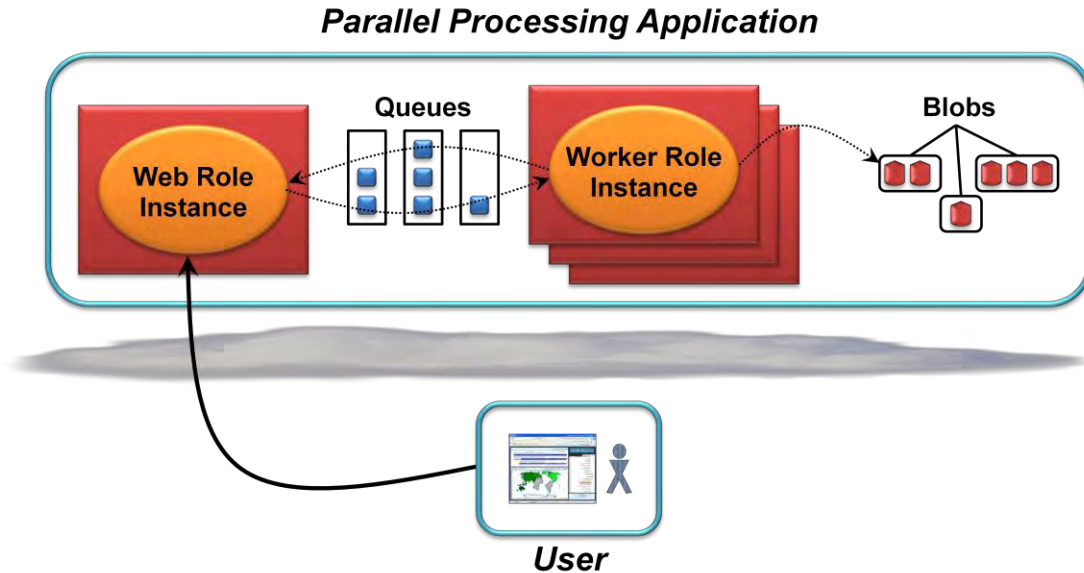 Parallel Processing Application
Queues
Blobs
Web Role
Instance
Worker Role
Instance
User